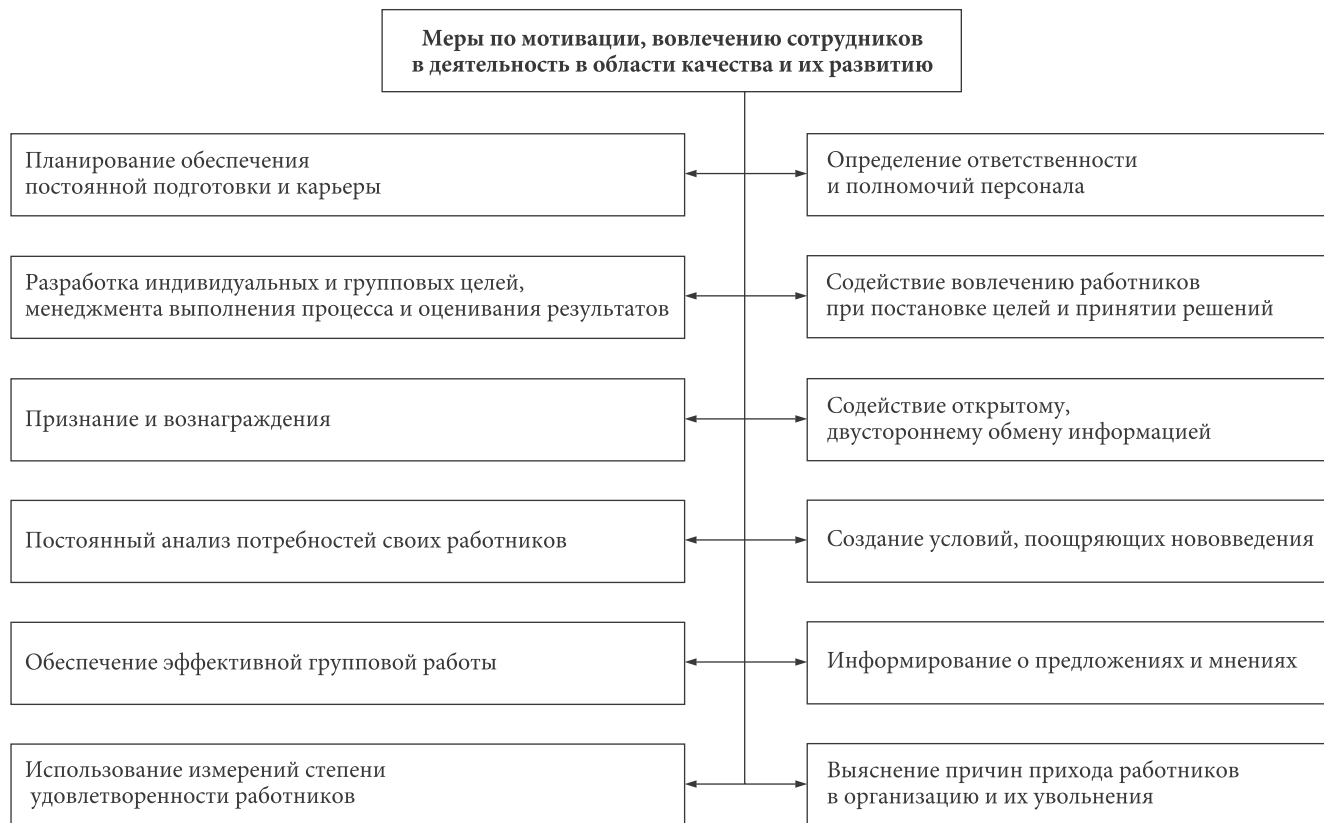 Меры по мотивации, вовлечению сотрудников
в деятельность в области качества и их развитию
Планирование обеспечения
постоянной подготовки и карьеры
Определение ответственности
и полномочий персонала
Разработка индивидуальных и групповых целей,
менеджмента выполнения процесса и оценивания результатов
Содействие вовлечению работников
при постановке целей и принятии решений
Признание и вознаграждения
Содействие открытому,
двустороннему обмену информацией
Постоянный анализ потребностей своих работников
Создание условий, поощряющих нововведения
Обеспечение эффективной групповой работы
Информирование о предложениях и мнениях
Использование измерений степени
удовлетворенности работников
Выяснение причин прихода работников
в организацию и их увольнения